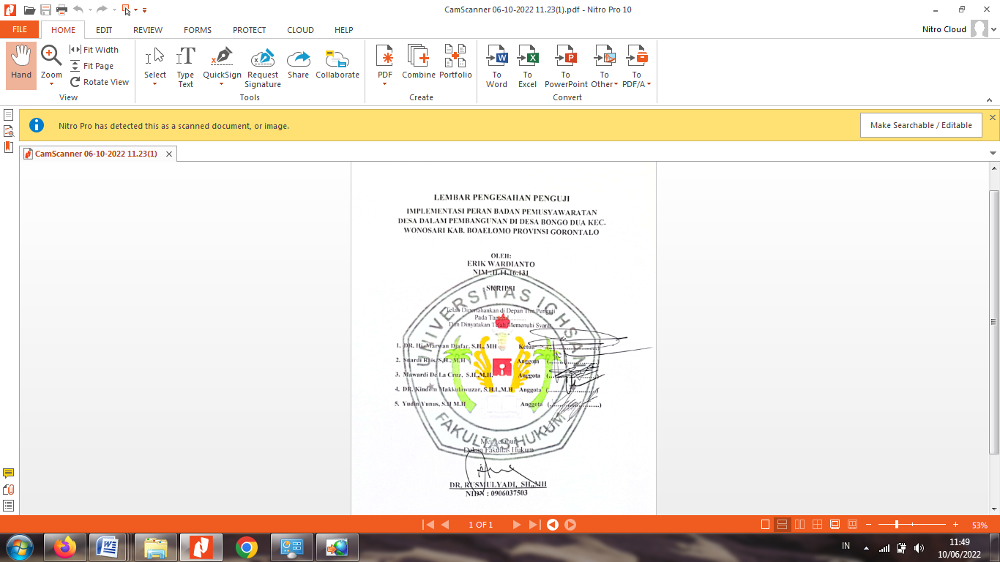 CamScanner 06-10-2022 11.23(1).pdf - Nitro Pro 10
FILE HOME EDIT REVIEW FORMS PROTECT CLOUD HELP
Nitro Cloud
Hand
Zoom
Fit Width
Fit Page
Rotate View
View
Select
Type Text
QuickSign
Request Signature
Share
Collaborate
Tools
PDF
Combine
Portfolio
Create
To Word
To Excel
To PowerPoint
To Other
To PDF/A
Convert
Nitro Pro has detected this as a scanned document, or image.
Make Searchable / Editable
CamScanner 06-10-2022 11.23(1)
LEMBAR PENGESAHAN PENGUJI
IMPLEMENTASI PERAN BADAN PEMUSYAWARATAN
DESA DALAM PEMBANGUNAN DI DESA BONGO DUA KEC.
WONOSARI KAB. BOAELOMO PROVINSI GORONTALO
OLEH:
ERIK WARDIANTO
NIM :H.11.16.131
SKRIPSI
UNIVERSITAS ICHSAN
Telah Dipertahankan di Depan Tim Penguji
Pada Tanggal ..........
Dan Dinyatakan Telah Memenuhi Syarat
1. DR. Hj. Marwan Djafar, S.H., MH Ketua (........................)
2. Suardi Rais, S.H., M.H Anggota (........................)
3. Mawardi De La Cruz, S.H.,M.H. Anggota (........................)
4. DR. Kindom Makkulawuzar, S.H.I.,M.H Anggota (........................)
5. Yudin Yunus, S.H M.H Anggota (........................)
FAKULTAS HUKUM
Mengetahui
Dekan Fakultas Hukum
DR. RUSMULYADI, SH.,MH
NIDN : 0906037503
1 OF 1
53%
IN
11:49
10/06/2022